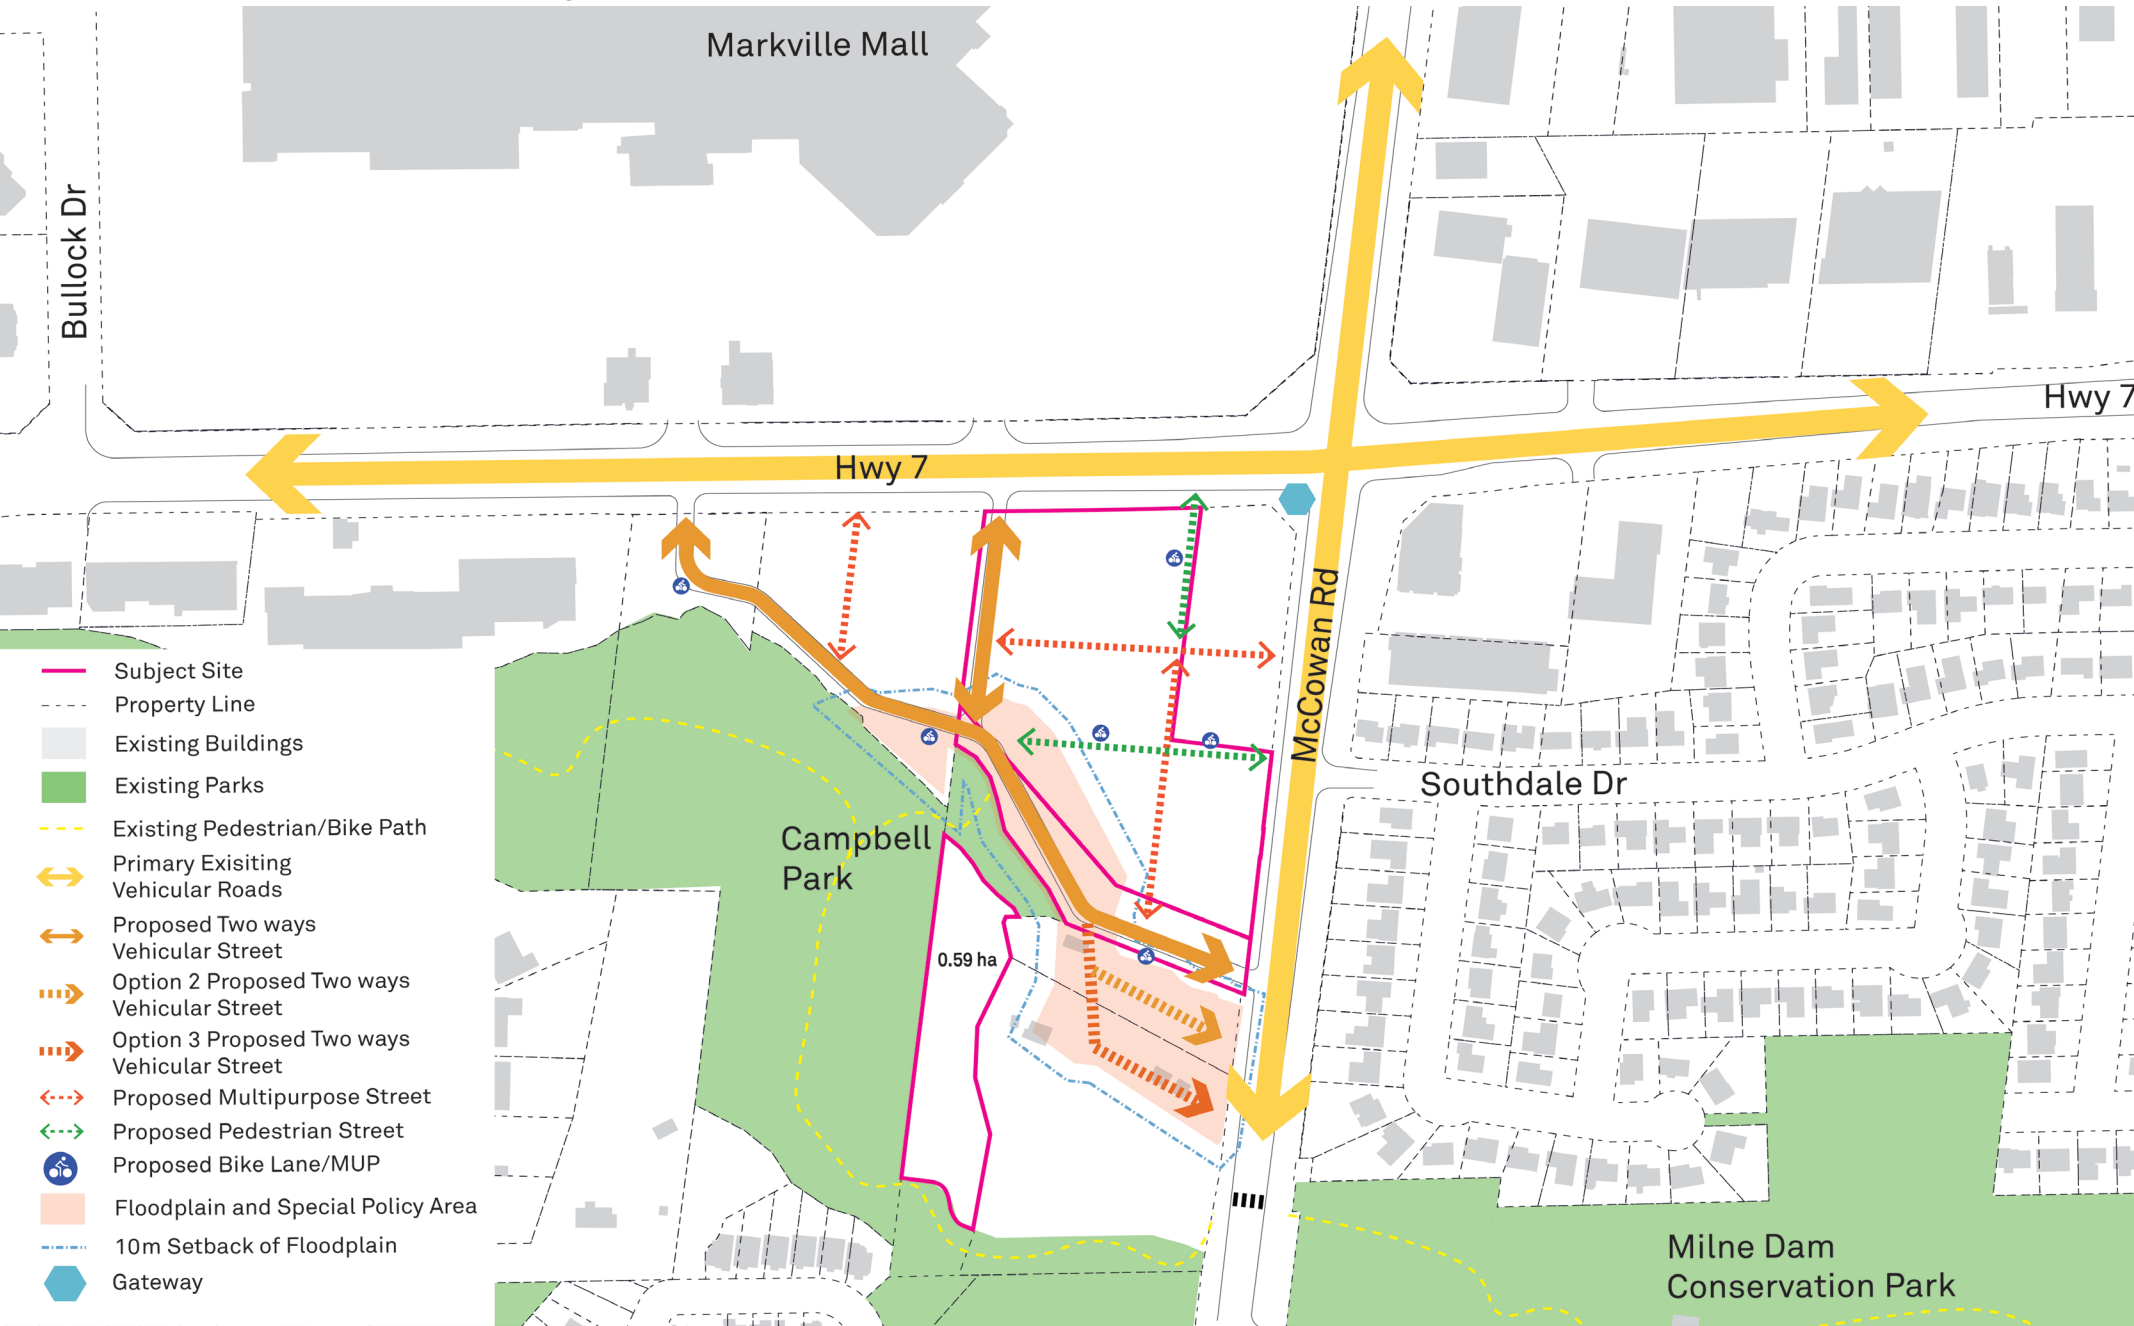 Markville Mall
Bullock Dr
Hwy 7
Hwy 7
McCowan Rd
Southdale Dr
Campbell
Park
0.59 ha
Milne Dam
Conservation Park
Subject Site
Property Line
Existing Buildings
Existing Parks
Existing Pedestrian/Bike Path
Primary Exisiting
Vehicular Roads
Proposed Two ways
Vehicular Street
Option 2 Proposed Two ways
Vehicular Street
Option 3 Proposed Two ways
Vehicular Street
Proposed Multipurpose Street
Proposed Pedestrian Street
Proposed Bike Lane/MUP
Floodplain and Special Policy Area
10m Setback of Floodplain
Gateway